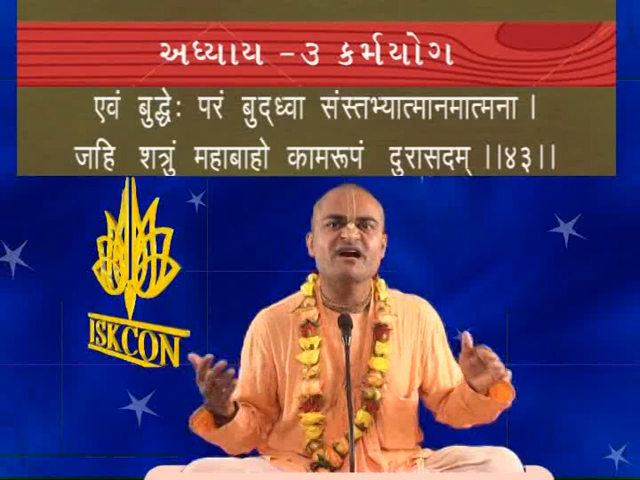 અધ્યાય -૩ કર્મયોગ
एवं बुद्धेः परं बुद्ध्वा संस्तभ्यात्मानमात्मना ।
जहि शत्रुं महाबाहो कामरूपं दुरासदम् ।।४३।।
ISKCON